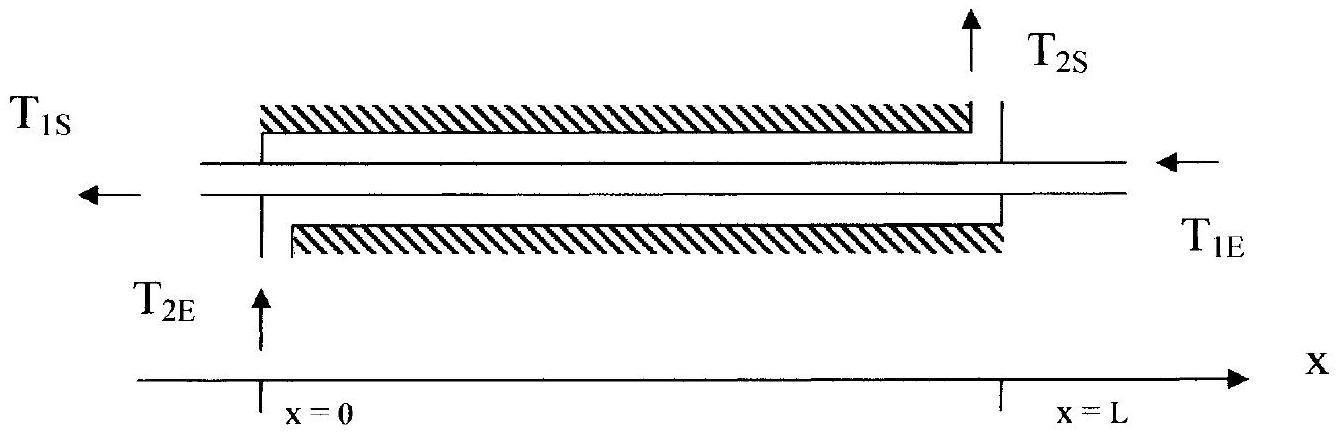 T2S
T1S
T1E
T2E
x
x = 0
x = L